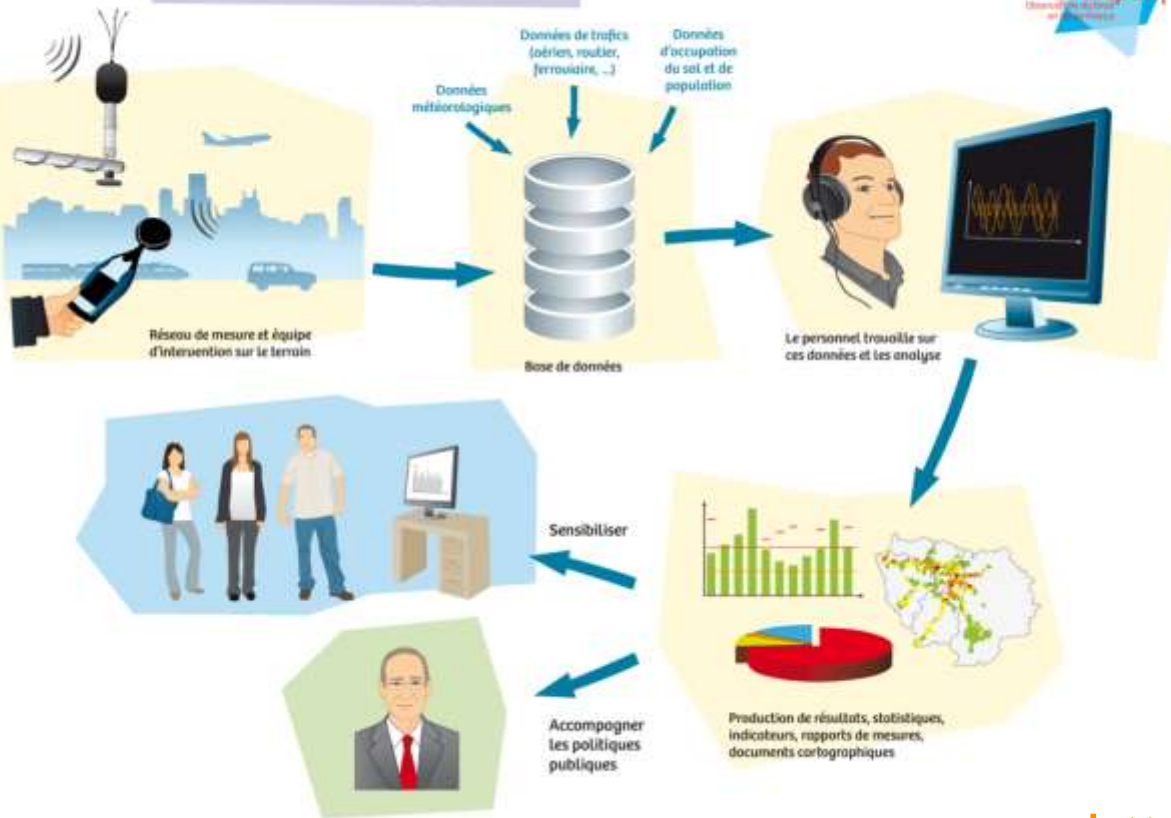 Données
météorologiques
Données de trafics
(aérien, routier,
ferroviaire, ...)
Données
d'occupation
du sol et de
population
Réseau de mesure et équipe
d'intervention sur le terrain
Base de données
Le personnel travaille sur
ces données et les analyse
Sensibiliser
Accompagner
les politiques
publiques
Production de résultats, statistiques,
indicateurs, rapports de mesures,
documents cartographiques